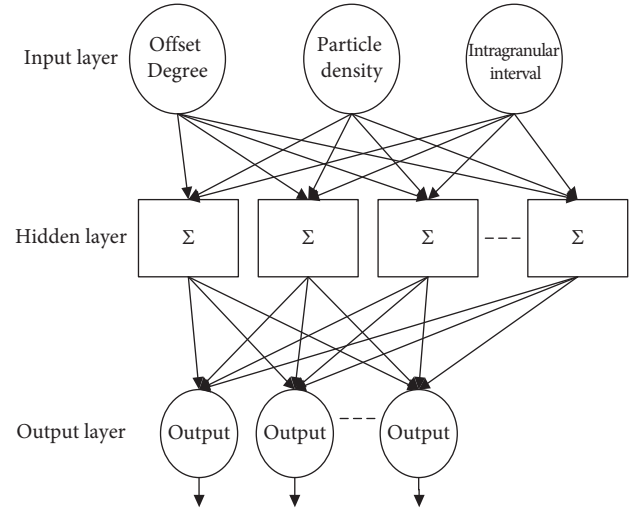 Input layer
Offset
Degree
Particle
density
Intragranular
interval
Hidden layer
Σ
Σ
Σ
Σ
Output layer
Output
Output
Output